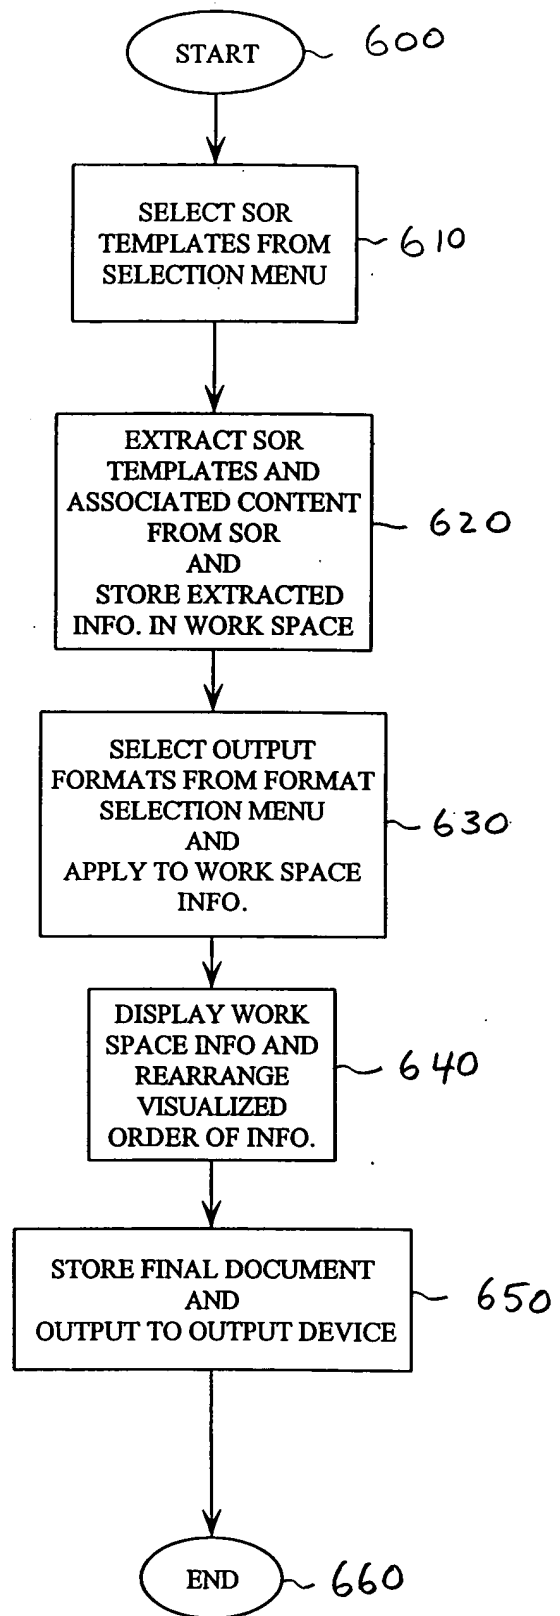 START
600
SELECT SOR
TEMPLATES FROM
SELECTION MENU
610
EXTRACT SOR
TEMPLATES AND
ASSOCIATED CONTENT
FROM SOR
AND
STORE EXTRACTED
INFO. IN WORK SPACE
620
SELECT OUTPUT
FORMATS FROM FORMAT
SELECTION MENU
AND
APPLY TO WORK SPACE
INFO.
630
DISPLAY WORK
SPACE INFO AND
REARRANGE
VISUALIZED
ORDER OF INFO.
640
STORE FINAL DOCUMENT
AND
OUTPUT TO OUTPUT DEVICE
650
END
660